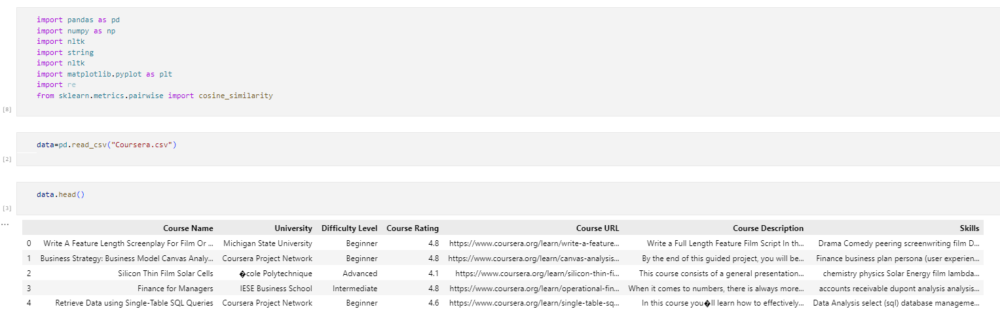 import pandas as pd
import numpy as np
import nltk
import string
import nltk
import matplotlib.pyplot as plt
import re
from sklearn.metrics.pairwise import cosine_similarity
[8]
data=pd.read_csv("Coursera.csv")
[2]
data.head()
[3]
...
Course Name University Difficulty Level Course Rating Course URL Course Description Skills
0 Write A Feature Length Screenplay For Film Or ... Michigan State University Beginner 4.8 https://www.coursera.org/learn/write-a-feature... Write a Full Length Feature Film Script In th... Drama Comedy peering screenwriting film D...
1 Business Strategy: Business Model Canvas Analy... Coursera Project Network Beginner 4.8 https://www.coursera.org/learn/canvas-analysis... By the end of this guided project, you will be... Finance business plan persona (user experien...
2 Silicon Thin Film Solar Cells �cole Polytechnique Advanced 4.1 https://www.coursera.org/learn/silicon-thin-fi... This course consists of a general presentation... chemistry physics Solar Energy film lambda...
3 Finance for Managers IESE Business School Intermediate 4.8 https://www.coursera.org/learn/operational-fin... When it comes to numbers, there is always more... accounts receivable dupont analysis analysis...
4 Retrieve Data using Single-Table SQL Queries Coursera Project Network Beginner 4.6 https://www.coursera.org/learn/single-table-sq... In this course you�ll learn how to effectively... Data Analysis select (sql) database manageme...